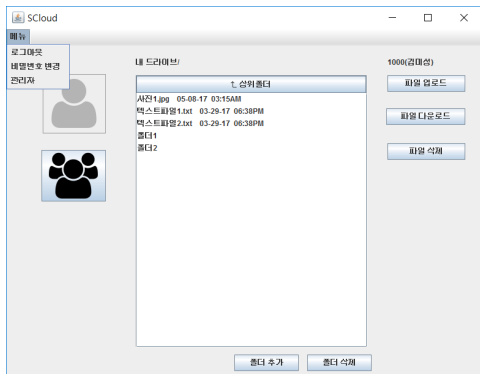 SCloud
메뉴
로그아웃
비밀번호 변경
관리자
내 드라이브/
1000(김미상)
t. 상위폴더
사진1.jpg 05-08-17 03:15AM
텍스트파일1.txt 03-29-17 06:38PM
텍스트파일2.txt 03-29-17 06:38PM
폴더1
폴더2
파일 업로드
파일 다운로드
파일 삭제
폴더 추가
폴더 삭제